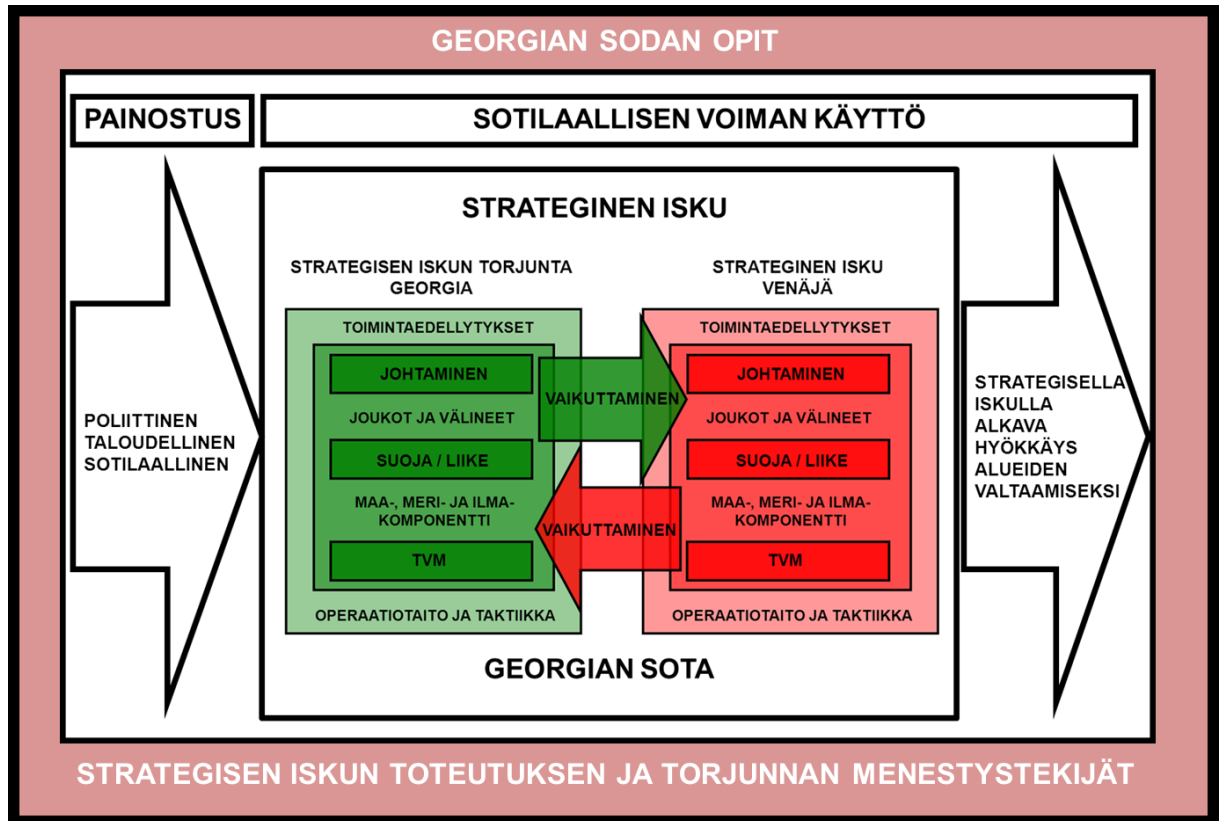 GEORGIAN SODAN OPIT
PAINOSTUS
SOTILAALLISEN VOIMAN KÄYTTÖ
POLIITTINEN
TALOUDELLINEN
SOTILAALLINEN
STRATEGINEN ISKU
STRATEGISEN ISKUN TORJUNTA
GEORGIA
TOIMINTAEDELLYTYKSET
JOHTAMINEN
JOUKOT JA VÄLINEET
SUOJA / LIIKE
MAA-, MERI- JA ILMA-
KOMPONENTTI
TVM
OPERAATIOTAITO JA TAKTIIKKA
VAIKUTTAMINEN
VAIKUTTAMINEN
STRATEGINEN ISKU
VENÄJÄ
TOIMINTAEDELLYTYKSET
JOHTAMINEN
JOUKOT JA VÄLINEET
SUOJA / LIIKE
MAA-, MERI- JA ILMA-
KOMPONENTTI
TVM
OPERAATIOTAITO JA TAKTIIKKA
GEORGIAN SOTA
STRATEGISELLA
ISKULLA
ALKAVA
HYÖKKÄYS
ALUEIDEN
VALTAAMISEKSI
STRATEGISEN ISKUN TOTEUTUKSEN JA TORJUNNAN MENESTYSTEKIJÄT